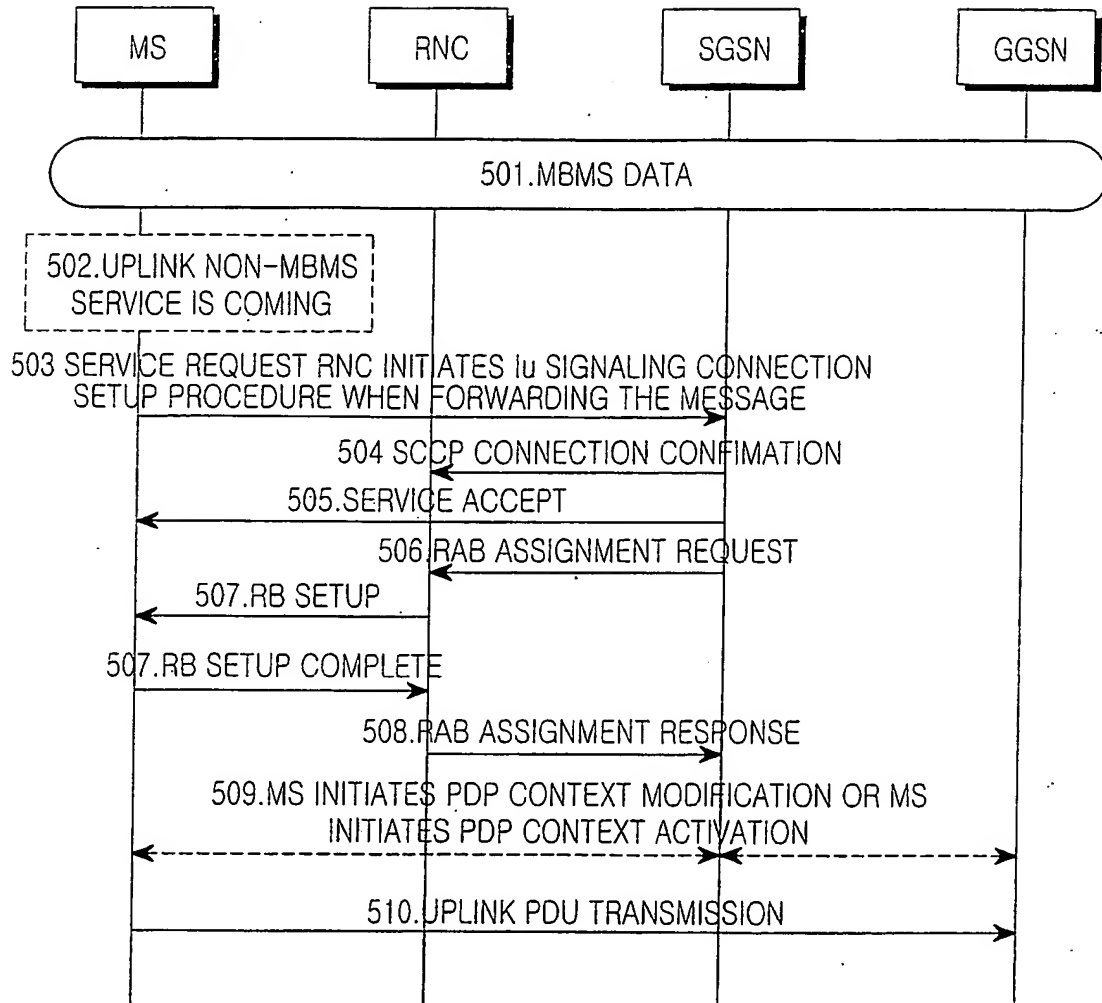 MS
RNC
SGSN
GGSN
501.MBMS DATA
502.UPLINK NON-MBMS
SERVICE IS COMING
503 SERVICE REQUEST RNC INITIATES Iu SIGNALING CONNECTION
SETUP PROCEDURE WHEN FORWARDING THE MESSAGE
504 SCCP CONNECTION CONFIMATION
505.SERVICE ACCEPT
506.RAB ASSIGNMENT REQUEST
507.RB SETUP
507.RB SETUP COMPLETE
508.RAB ASSIGNMENT RESPONSE
509.MS INITIATES PDP CONTEXT MODIFICATION OR MS
INITIATES PDP CONTEXT ACTIVATION
510.UPLINK PDU TRANSMISSION